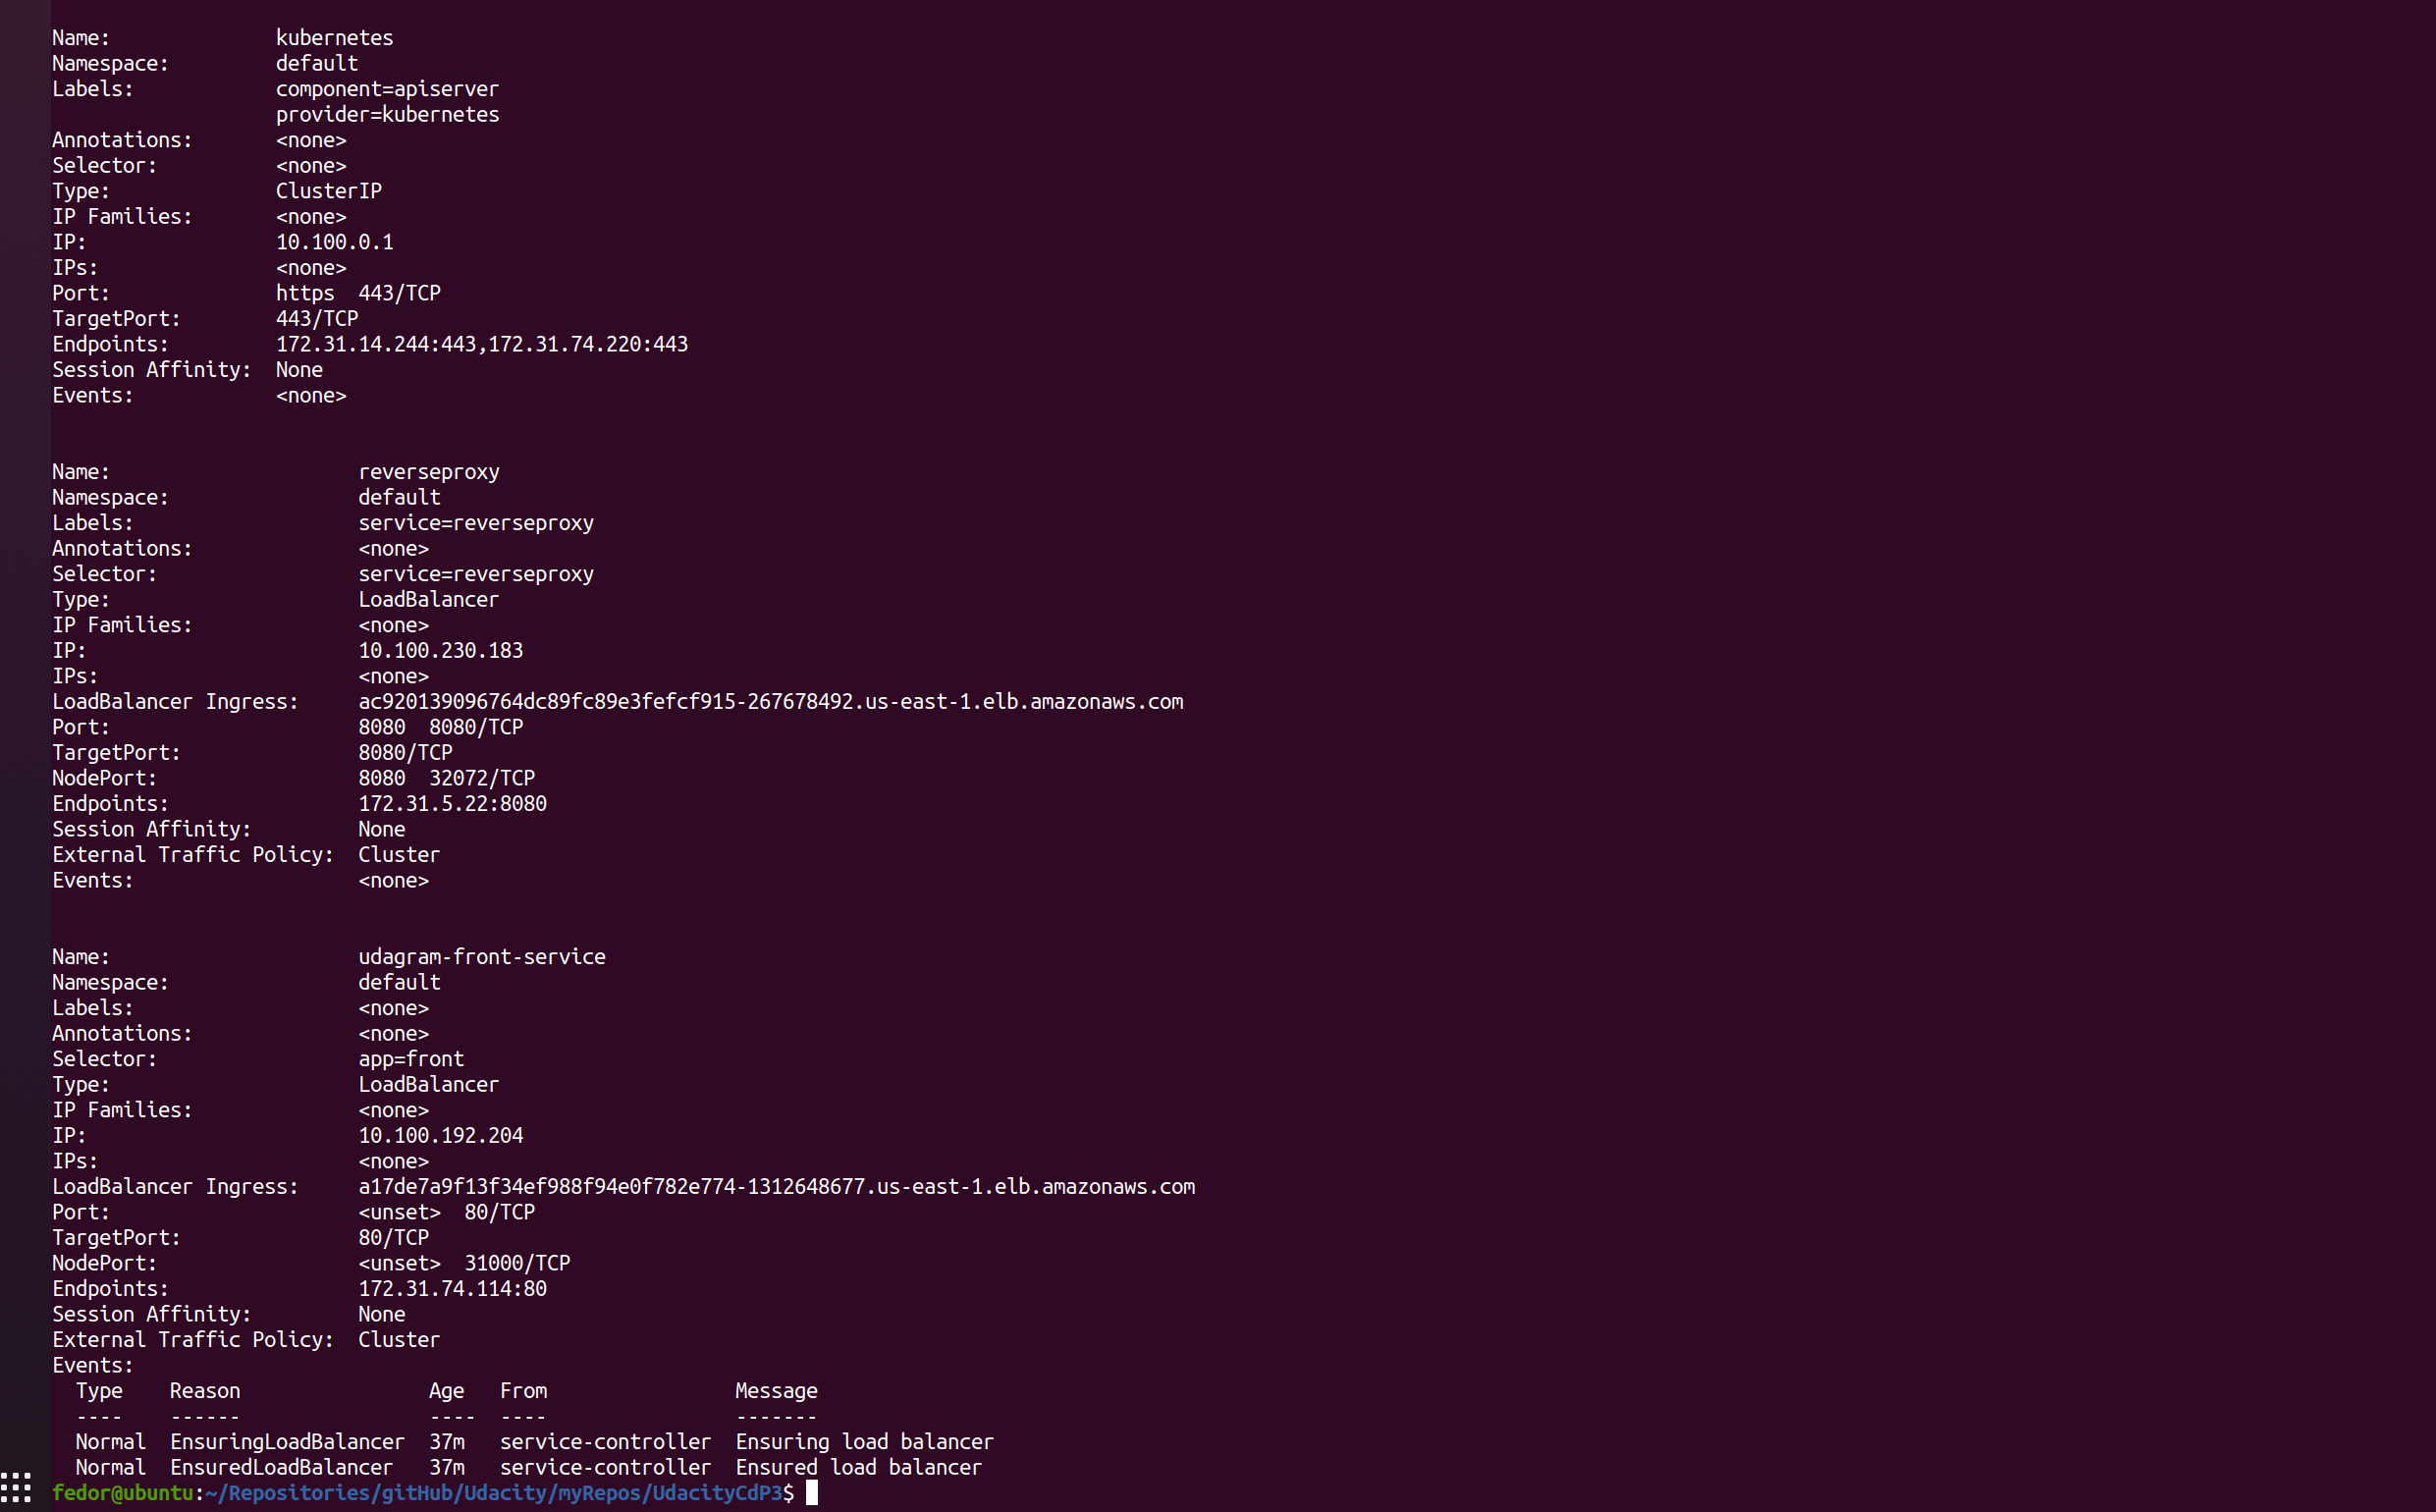 Name:              kubernetes
Namespace:         default
Labels:            component=apiserver
                   provider=kubernetes
Annotations:       <none>
Selector:          <none>
Type:              ClusterIP
IP Families:       <none>
IP:                10.100.0.1
IPs:               <none>
Port:              https  443/TCP
TargetPort:        443/TCP
Endpoints:         172.31.14.244:443,172.31.74.220:443
Session Affinity:  None
Events:            <none>
Name:                     reverseproxy
Namespace:                default
Labels:                   service=reverseproxy
Annotations:              <none>
Selector:                 service=reverseproxy
Type:                     LoadBalancer
IP Families:              <none>
IP:                       10.100.230.183
IPs:                      <none>
LoadBalancer Ingress:     ac920139096764dc89fc89e3fefcf915-267678492.us-east-1.elb.amazonaws.com
Port:                     8080  8080/TCP
TargetPort:               8080/TCP
NodePort:                 8080  32072/TCP
Endpoints:                172.31.5.22:8080
Session Affinity:         None
External Traffic Policy:  Cluster
Events:                   <none>
Name:                     udagram-front-service
Namespace:                default
Labels:                   <none>
Annotations:              <none>
Selector:                 app=front
Type:                     LoadBalancer
IP Families:              <none>
IP:                       10.100.192.204
IPs:                      <none>
LoadBalancer Ingress:     a17de7a9f13f34ef988f94e0f782e774-1312648677.us-east-1.elb.amazonaws.com
Port:                     <unset>  80/TCP
TargetPort:               80/TCP
NodePort:                 <unset>  31000/TCP
Endpoints:                172.31.74.114:80
Session Affinity:         None
External Traffic Policy:  Cluster
Events:
  Type    Reason                Age   From                Message
  ----    ------                ----  ----                -------
  Normal  EnsuringLoadBalancer  37m   service-controller  Ensuring load balancer
  Normal  EnsuredLoadBalancer   37m   service-controller  Ensured load balancer
fedor@ubuntu:~/Repositories/gitHub/Udacity/myRepos/UdacityCdP3$